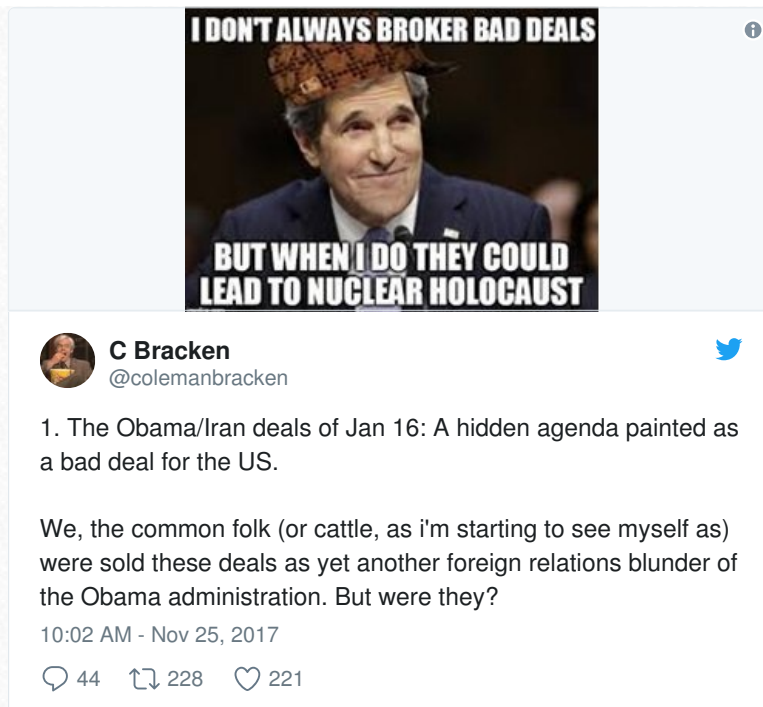 I DON'T ALWAYS BROKER BAD DEALS
BUT WHEN I DO THEY COULD
LEAD TO NUCLEAR HOLOCAUST
C Bracken
@colemanbracken
1. The Obama/Iran deals of Jan 16: A hidden agenda painted as
a bad deal for the US.
We, the common folk (or cattle, as i'm starting to see myself as)
were sold these deals as yet another foreign relations blunder of
the Obama administration. But were they?
10:02 AM - Nov 25, 2017
44 228 221